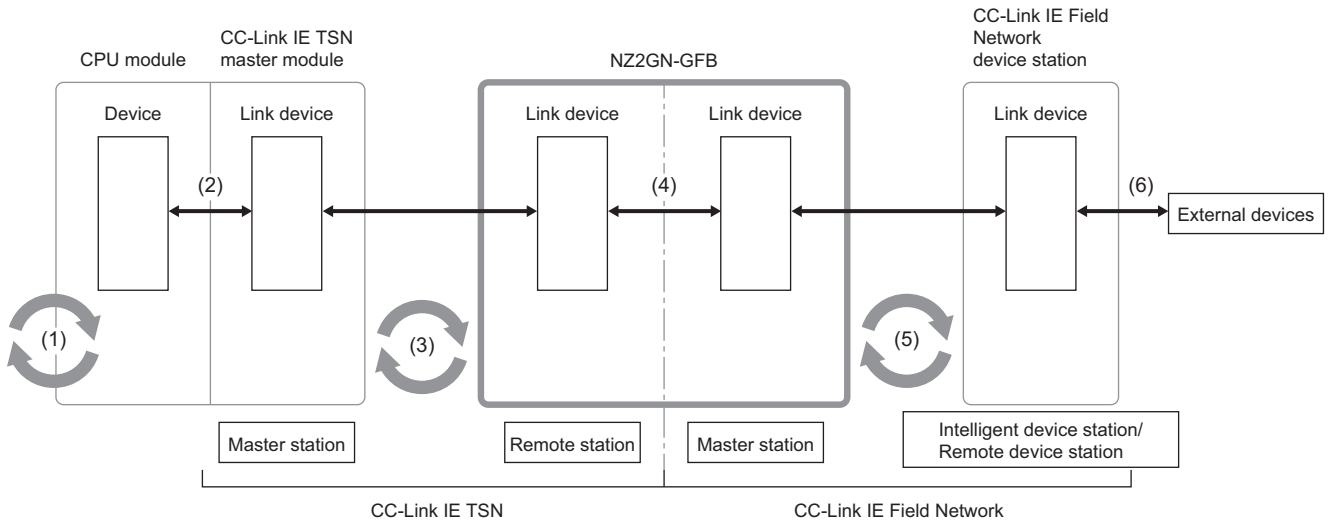 CC-Link IE Field
Network
device station
CC-Link IE TSN
master module
CPU module
NZ2GN-GFB
Device
Link device
Link device
Link device
Link device
(2)
(4)
(6)
External devices
(1)
(3)
(5)
Master station
Remote station
Master station
Intelligent device station/
Remote device station
CC-Link IE TSN
CC-Link IE Field Network